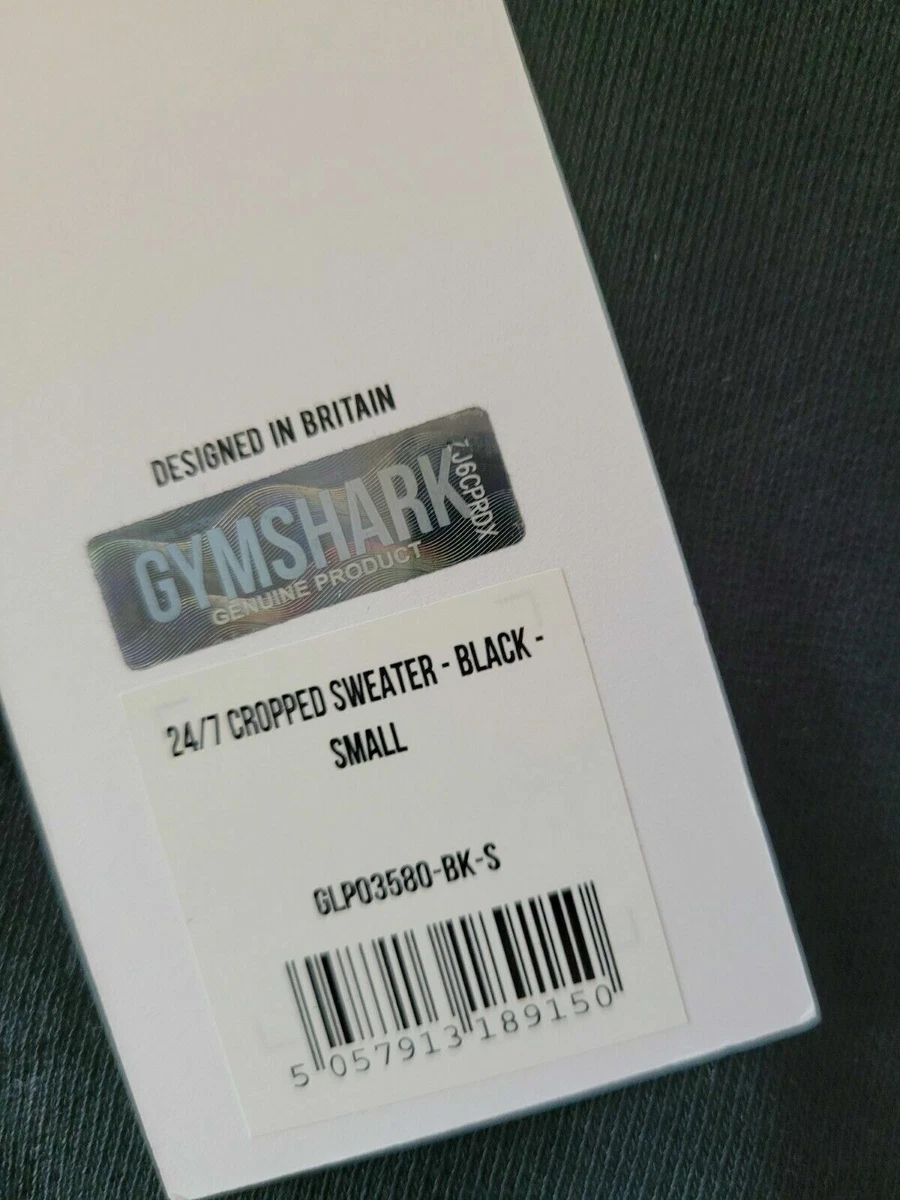 DESIGNED IN BRITAIN
GYMSHARK
GENUINE PRODUCT
7J6CPRDX
24/7 CROPPED SWEATER - BLACK -
SMALL
GLP03580-BK-S
5 057913 189150